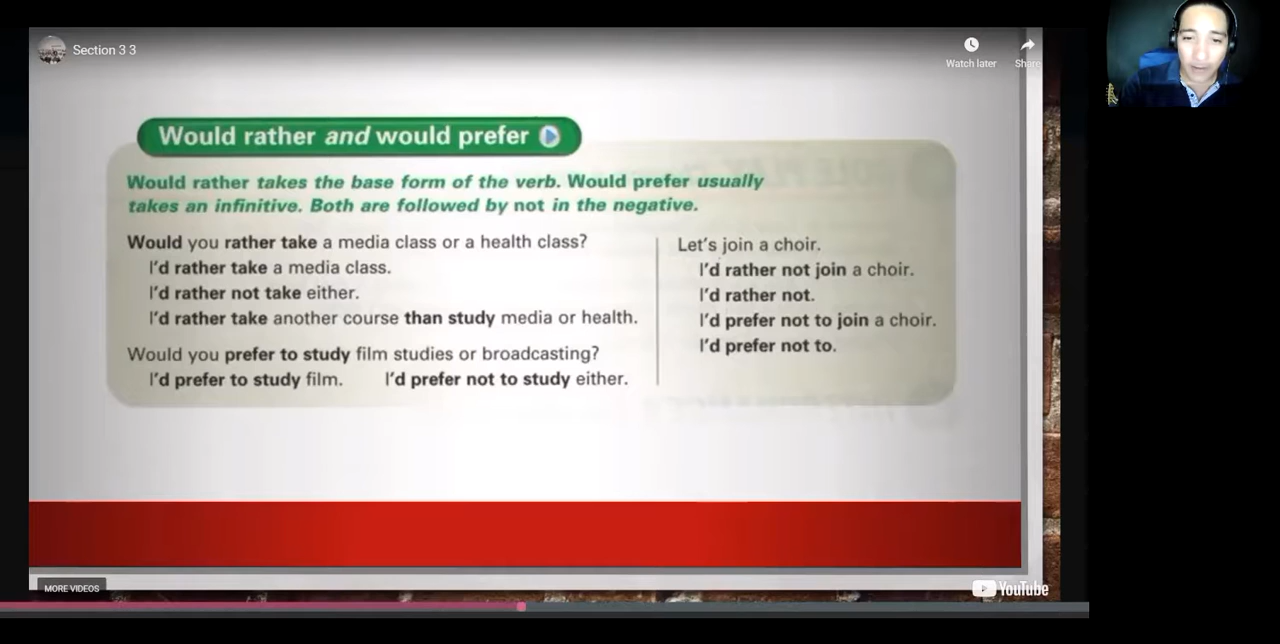 Section 3 3
Watch later
Share
Would rather and would prefer
Would rather takes the base form of the verb. Would prefer usually
takes an infinitive. Both are followed by not in the negative.
Would you rather take a media class or a health class?
I'd rather take a media class.
I'd rather not take either.
I'd rather take another course than study media or health.
Would you prefer to study film studies or broadcasting?
I'd prefer to study film. I'd prefer not to study either.
Let's join a choir.
I'd rather not join a choir.
I'd rather not.
I'd prefer not to join a choir.
I'd prefer not to.
MORE VIDEOS
YouTube